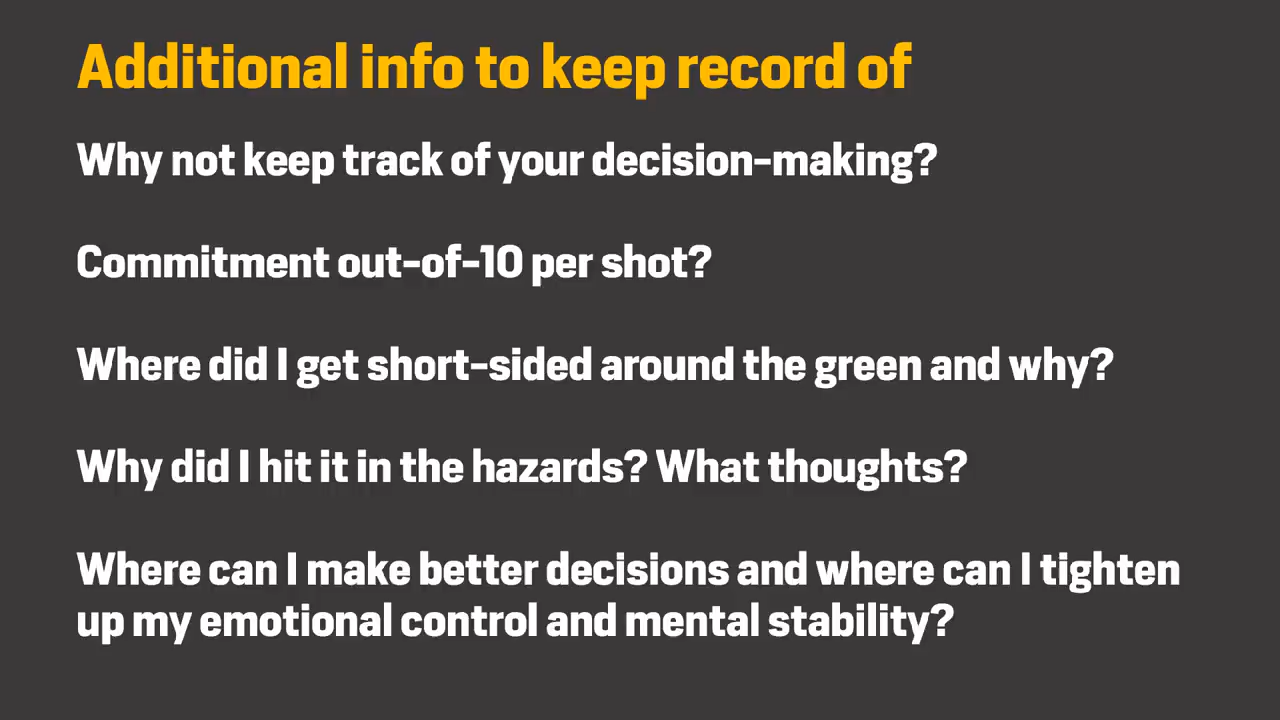 Additional info to keep record of
Why not keep track of your decision-making?
Commitment out-of-10 per shot?
Where did I get short-sided around the green and why?
Why did I hit it in the hazards? What thoughts?
Where can I make better decisions and where can I tighten
up my emotional control and mental stability?